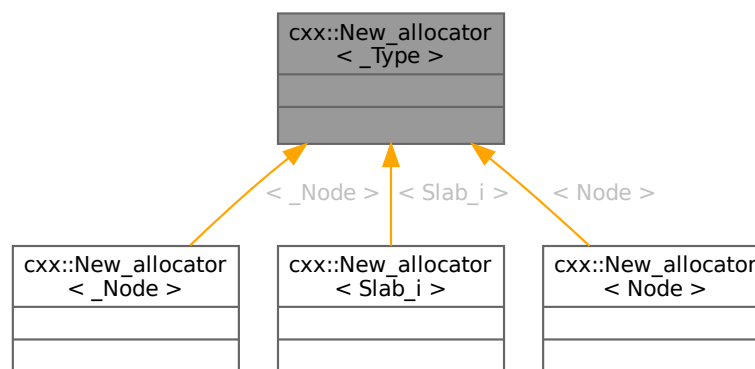 cxx::New_allocator
< _Type >
< _Node >
< Slab_i >
< Node >
cxx::New_allocator
< _Node >
cxx::New_allocator
< Slab_i >
cxx::New_allocator
< Node >